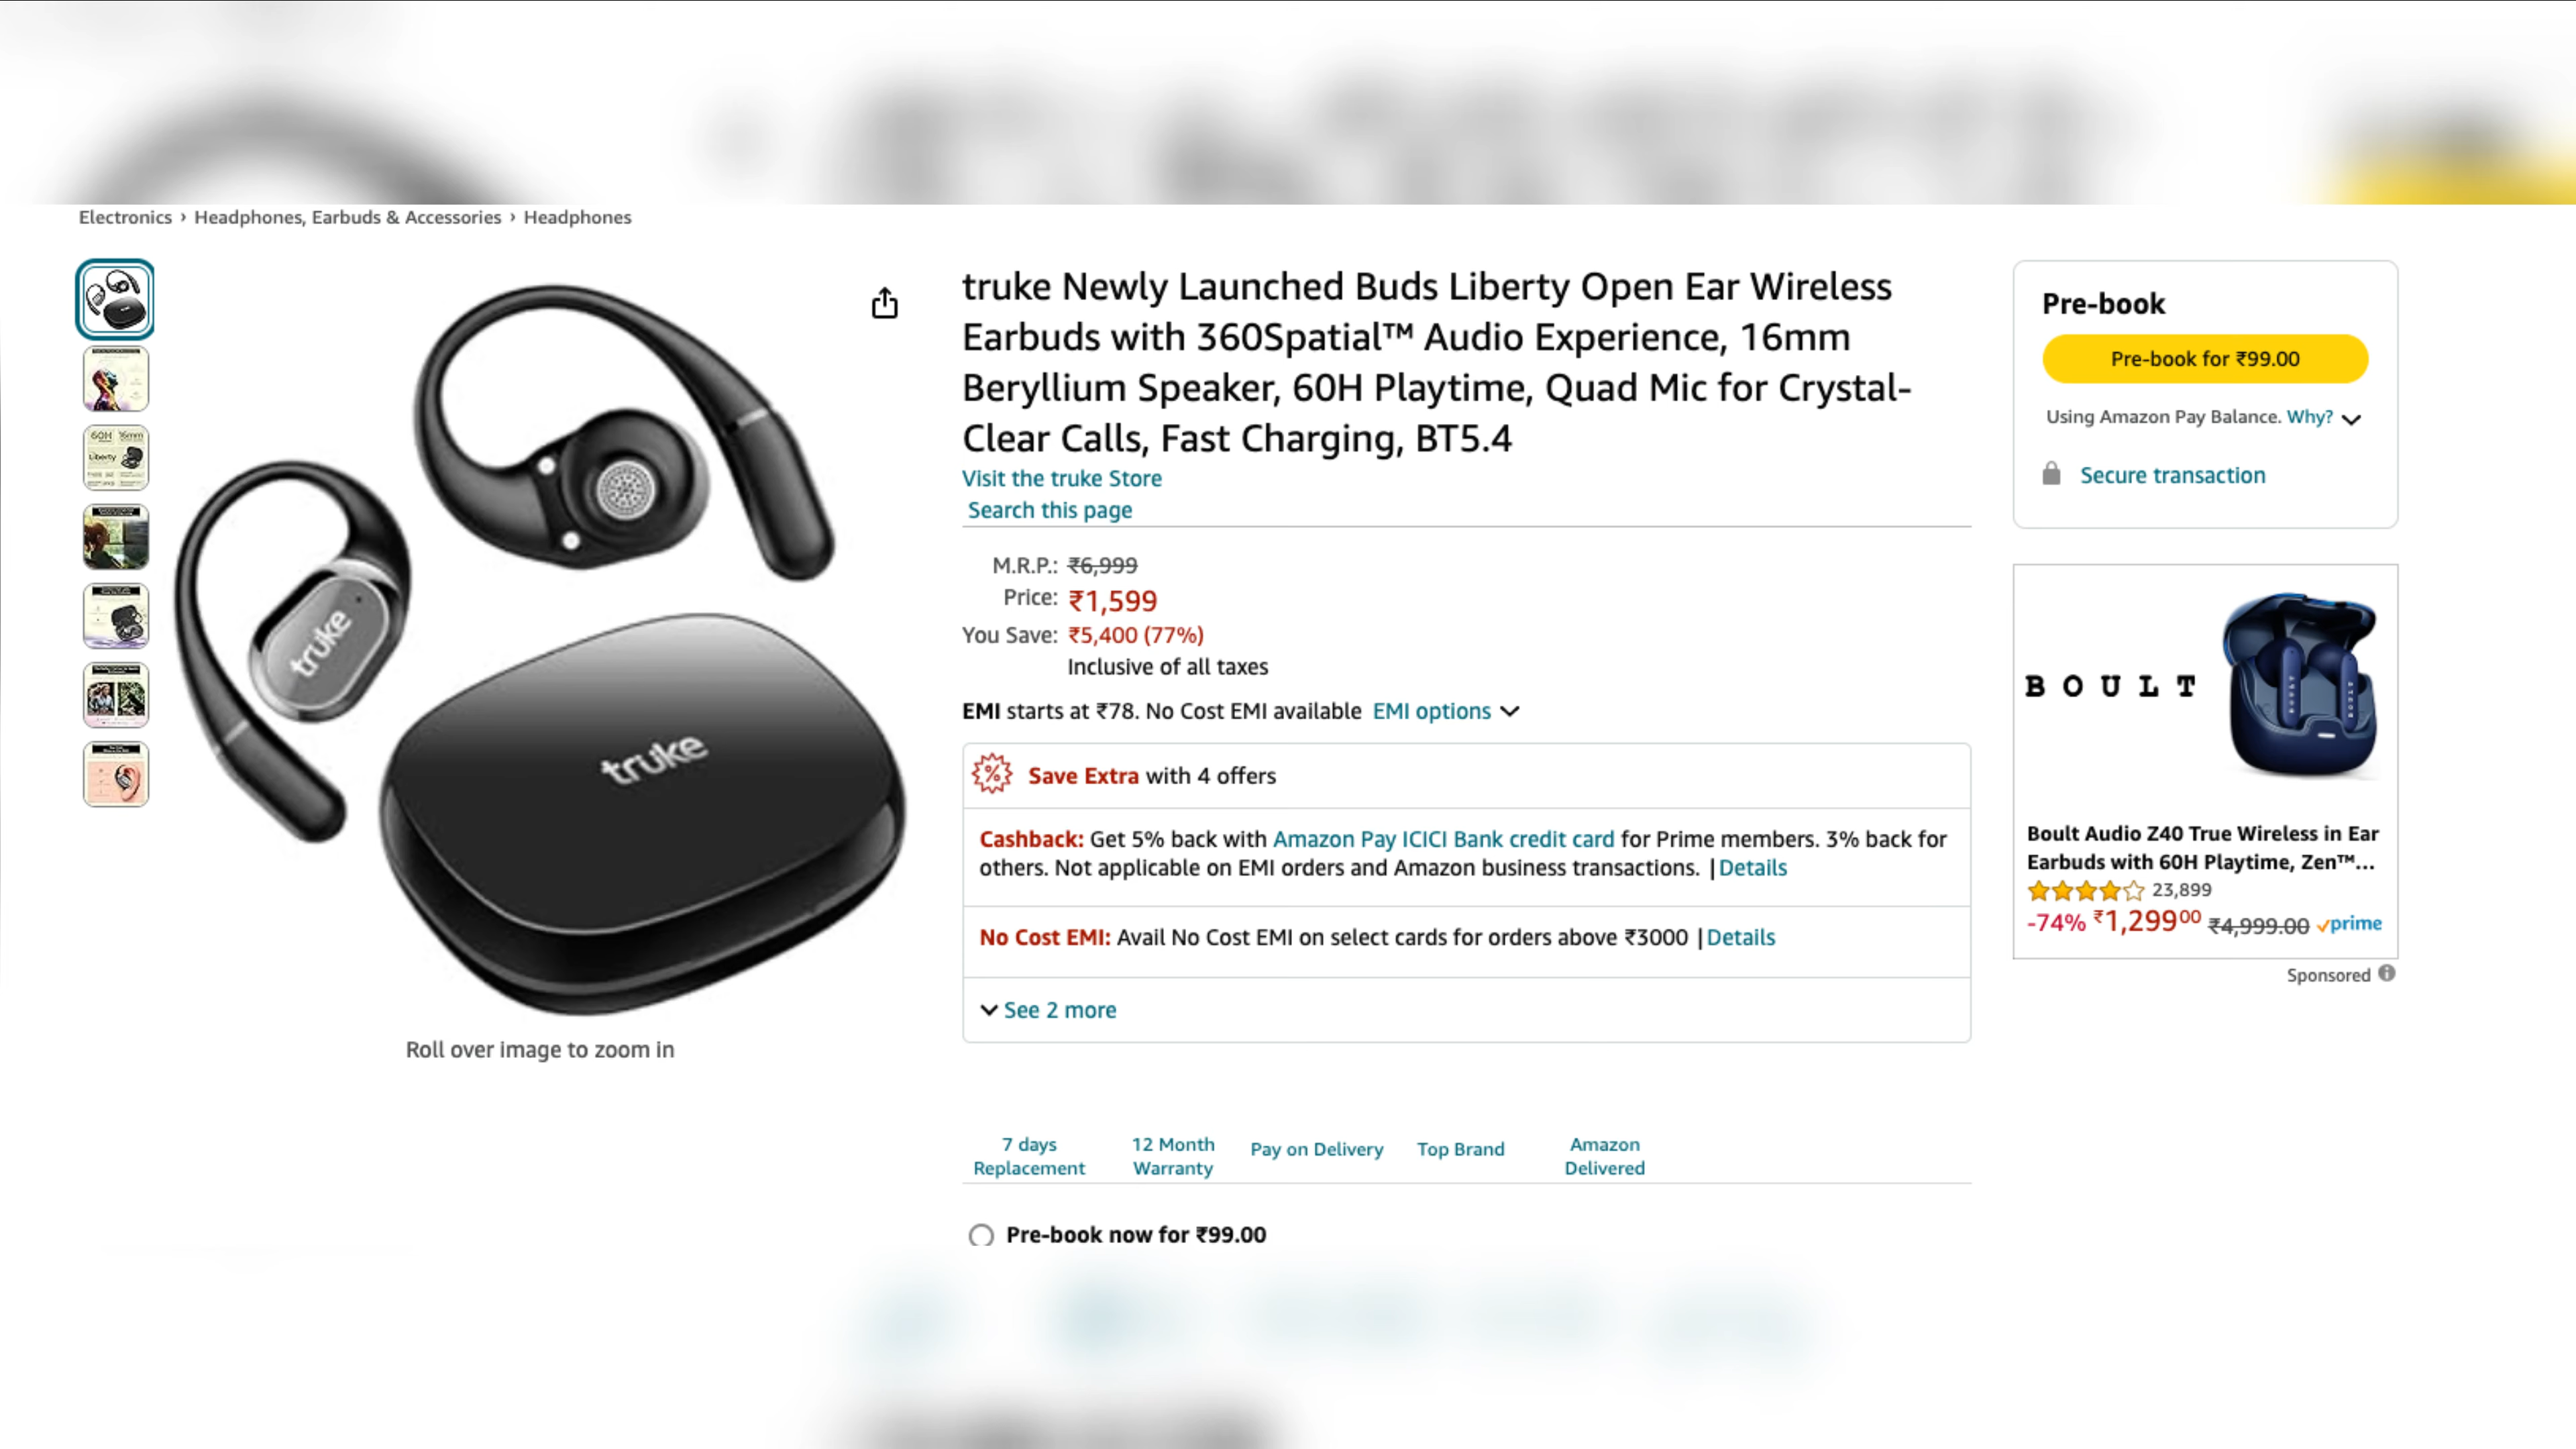 Electronics › Headphones, Earbuds & Accessories › Headphones
truke
truke
Roll over image to zoom in
60H 16mm
Liberty
truke Newly Launched Buds Liberty Open Ear Wireless
Earbuds with 360Spatial™ Audio Experience, 16mm
Beryllium Speaker, 60H Playtime, Quad Mic for Crystal-
Clear Calls, Fast Charging, BT5.4
Visit the truke Store
Search this page
M.R.P.: ₹6,999
Price: ₹1,599
You Save: ₹5,400 (77%)
Inclusive of all taxes
EMI starts at ₹78. No Cost EMI available EMI options
Save Extra with 4 offers
Cashback: Get 5% back with Amazon Pay ICICI Bank credit card for Prime members. 3% back for
others. Not applicable on EMI orders and Amazon business transactions. | Details
No Cost EMI: Avail No Cost EMI on select cards for orders above ₹3000 | Details
See 2 more
7 days
Replacement
12 Month
Warranty
Pay on Delivery
Top Brand
Amazon
Delivered
Pre-book now for ₹99.00
Pre-book
Pre-book for ₹99.00
Using Amazon Pay Balance. Why?
Secure transaction
BOULT
BOULT
BOULT
Boult Audio Z40 True Wireless in Ear
Earbuds with 60H Playtime, Zen™...
23,899
-74% ₹1,299⁰⁰ ₹4,999.00 prime
Sponsored